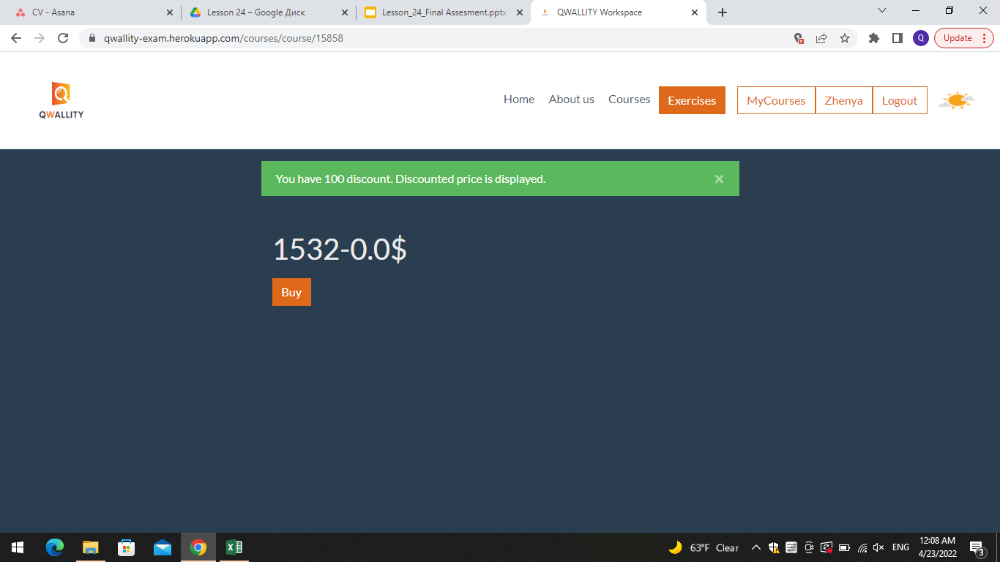 CV - Asana
Lesson 24 – Google Диск
Lesson_24_Final Assesment.pptx
QWALLITY Workspace
qwallity-exam.herokuapp.com/courses/course/15858
Q
Update
QWALLITY
Home
About us
Courses
Exercises
MyCourses
Zhenya
Logout
You have 100 discount. Discounted price is displayed.
1532-0.0$
Buy
63°F Clear
ENG
12:08 AM
4/23/2022
3